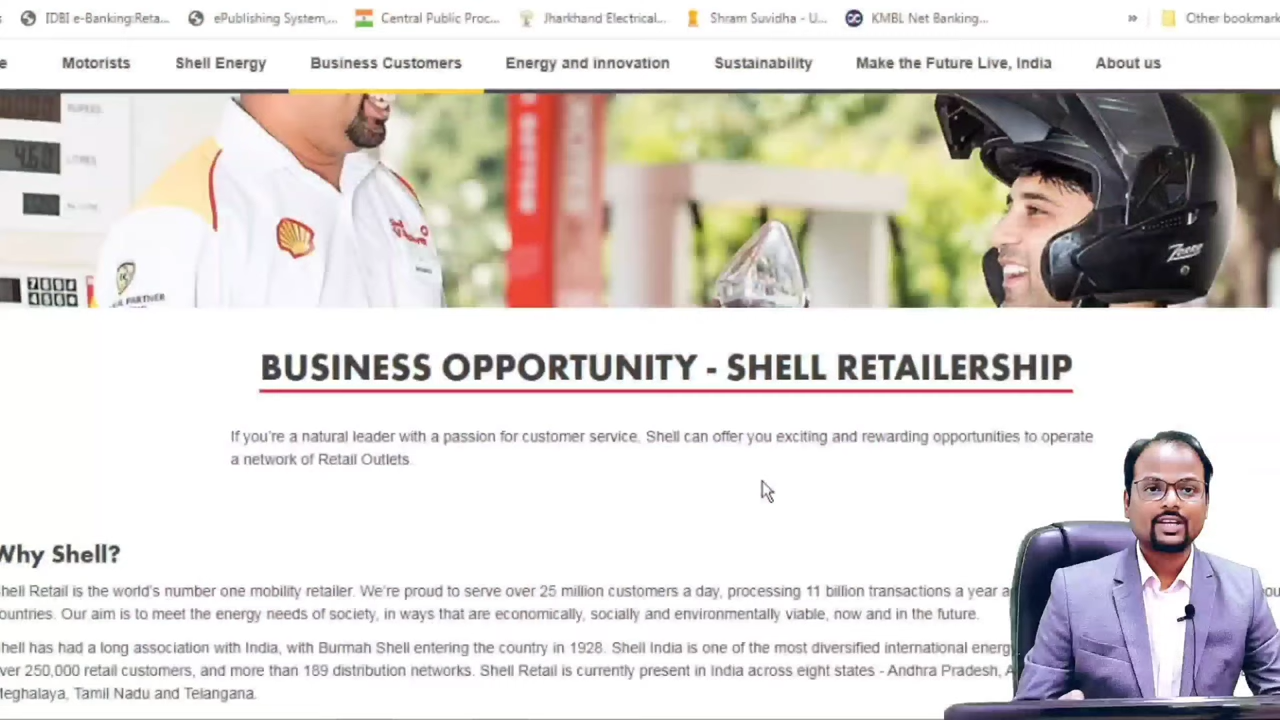 IDBI e-Banking:Reta... ePublishing System,... Central Public Proc... Jharkhand Electrical... Shram Suvidha - U... KMBL Net Banking... » Other bookmark
e Motorists Shell Energy Business Customers Energy and innovation Sustainability Make the Future Live, India About us
RUPEES
4.60 LITRES
PARTNER
BUSINESS OPPORTUNITY - SHELL RETAILERSHIP
If you're a natural leader with a passion for customer service, Shell can offer you exciting and rewarding opportunities to operate
a network of Retail Outlets.
Why Shell?
hell Retail is the world's number one mobility retailer. We're proud to serve over 25 million customers a day, processing 11 billion transactions a year a
ountries. Our aim is to meet the energy needs of society, in ways that are economically, socially and environmentally viable, now and in the future.
hell has had a long association with India, with Burmah Shell entering the country in 1928. Shell India is one of the most diversified international energ
ver 250,000 retail customers, and more than 189 distribution networks. Shell Retail is currently present in India across eight states - Andhra Pradesh, A
Meghalaya, Tamil Nadu and Telangana.